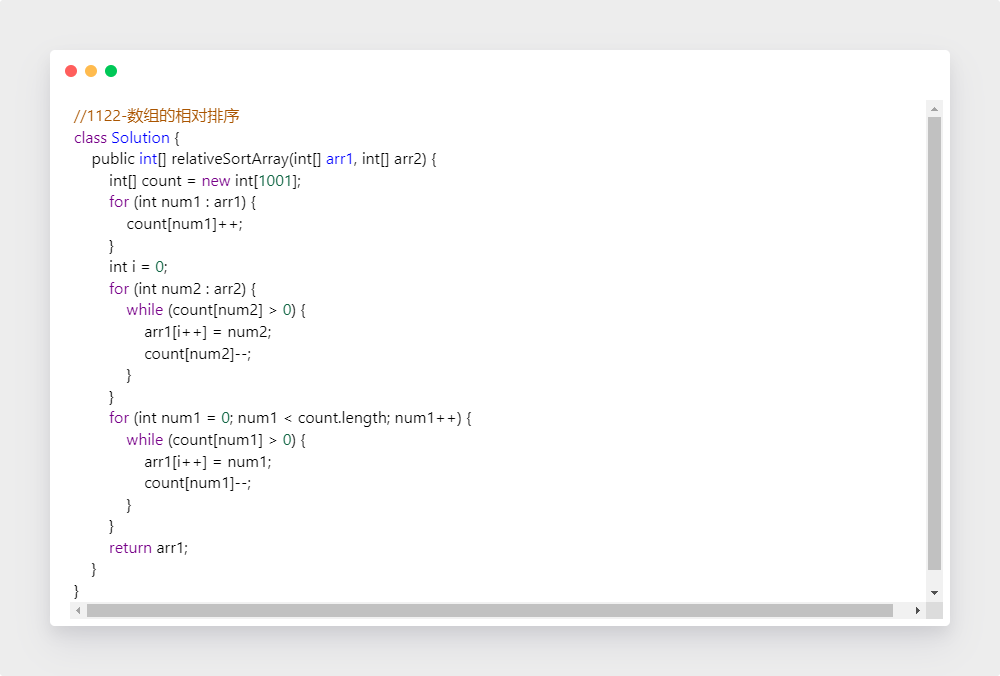 //1122-数组的相对排序
class Solution {
    public int[] relativeSortArray(int[] arr1, int[] arr2) {
        int[] count = new int[1001];
        for (int num1 : arr1) {
            count[num1]++;
        }
        int i = 0;
        for (int num2 : arr2) {
            while (count[num2] > 0) {
                arr1[i++] = num2;
                count[num2]--;
            }
        }
        for (int num1 = 0; num1 < count.length; num1++) {
            while (count[num1] > 0) {
                arr1[i++] = num1;
                count[num1]--;
            }
        }
        return arr1;
    }
}